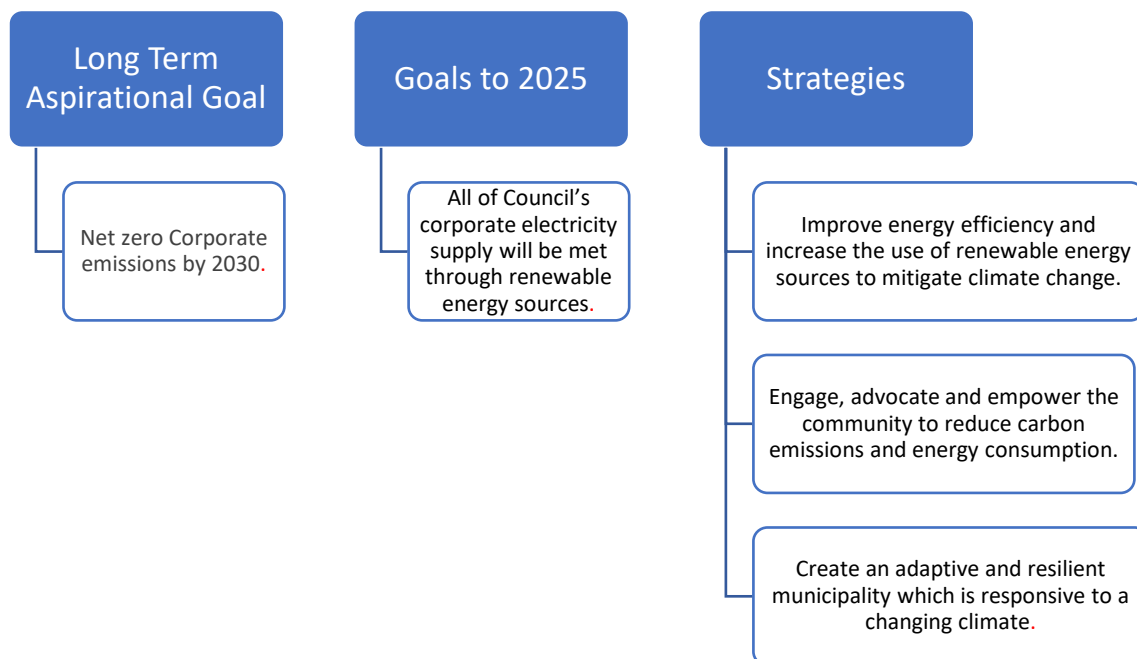 Long Term
Aspirational Goal
Net zero Corporate
emissions by 2030.
Goals to 2025
All of Council’s
corporate electricity
supply will be met
through renewable
energy sources.
Strategies
Improve energy efficiency and
increase the use of renewable energy
sources to mitigate climate change.
Engage, advocate and empower the
community to reduce carbon
emissions and energy consumption.
Create an adaptive and resilient
municipality which is responsive to a
changing climate.